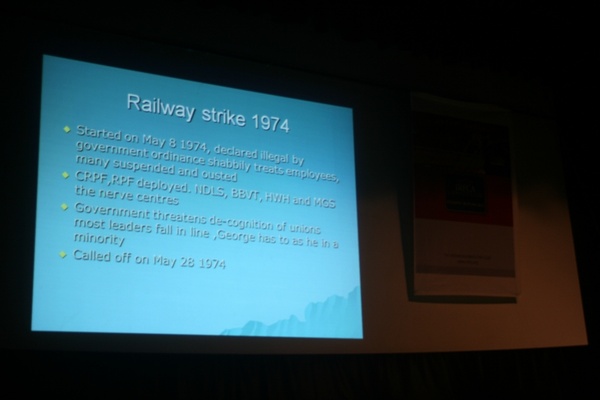 Railway strike 1974
Started on May 8 1974, declared illegal by
government ordinance shabbily treats employees,
many suspended and ousted
CRPF,RPF deployed. NDLS, BBVT, HWH and MGS
the nerve centres
Government threatens de-cognition of unions
most leaders fall in line ,George has to as he in a
minority
Called off on May 28 1974